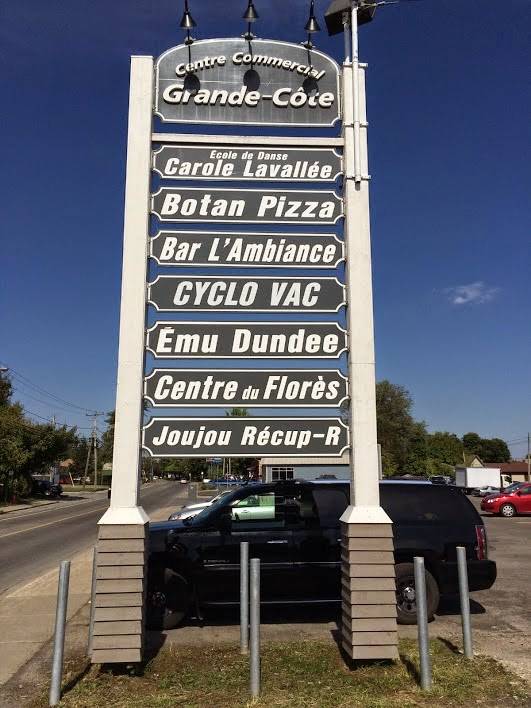 Centre Commercial
Grande-Côte
École de Danse
Carole Lavallée
Botan Pizza
Bar L'Ambiance
CYCLO VAC
Ému Dundee
Centre du Florès
Joujou Récup-R